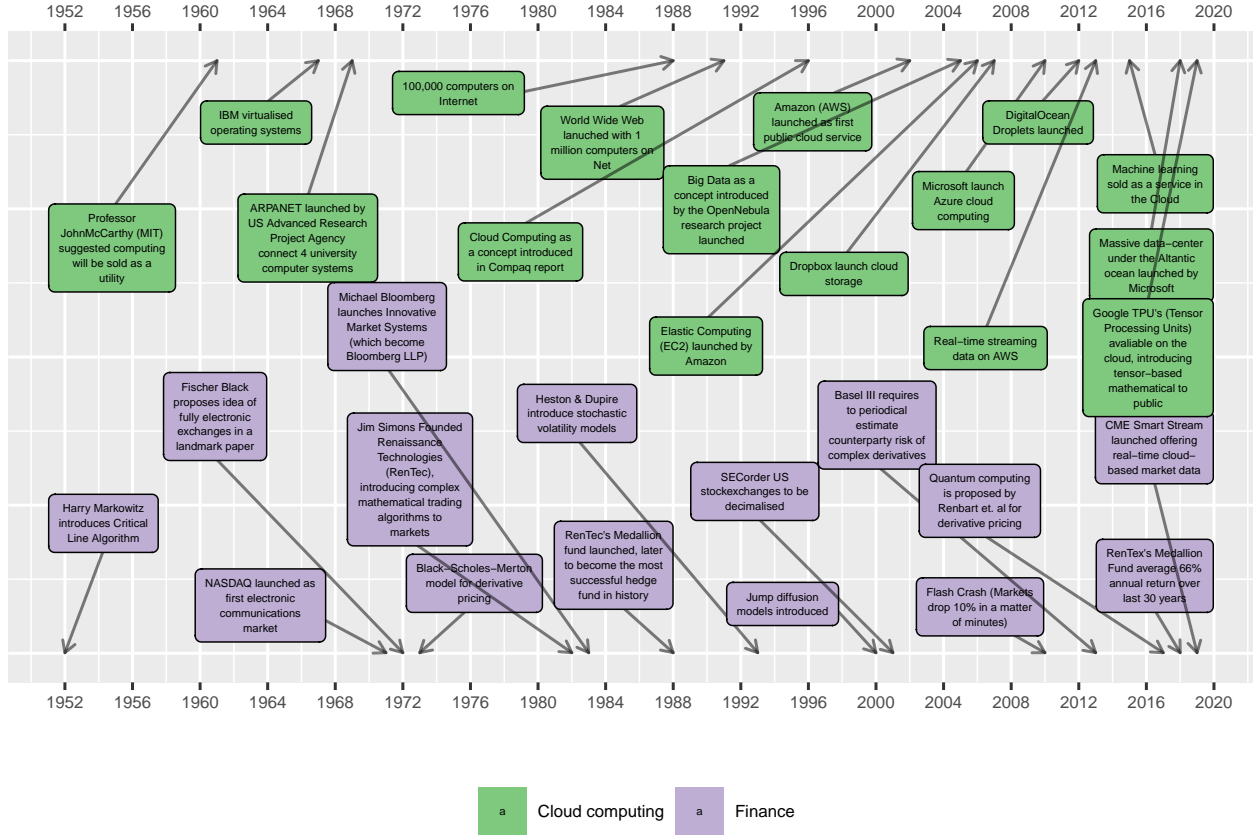 1952 1956 1960 1964 1968 1972 1976 1980 1984 1988 1992 1996 2000 2004 2008 2012 2016 2020
100,000 computers on
Internet
IBM virtualised
operating systems
World Wide Web
lanuched with 1
million computers on
Net
Amazon (AWS)
launched as first
public cloud service
DigitalOcean
Droplets launched
Machine learning
sold as a service in
the Cloud
Big Data as a
concept introduced
by the OpenNebula
research project
launched
Microsoft launch
Azure cloud
computing
ARPANET launched by
US Advanced Research
Project Agency
connect 4 university
computer systems
Professor
JohnMcCarthy (MIT)
suggested computing
will be sold as a
utility
Cloud Computing as
a concept introduced
in Compaq report
Massive data−center
under the Altantic
ocean launched by
Microsoft
Dropbox launch cloud
storage
Michael Bloomberg
launches Innovative
Market Systems
(which become
Bloomberg LLP)
Google TPU's (Tensor
Processing Units)
avaliable on the
cloud, introducing
tensor−based
mathematical to
public
Elastic Computing
(EC2) launched by
Amazon
Real−time streaming
data on AWS
Fischer Black
proposes idea of
fully electronic
exchanges in a
landmark paper
Heston & Dupire
introduce stochastic
volatility models
Basel III requires
to periodical
estimate
counterparty risk of
complex derivatives
Jim Simons Founded
Renaissance
Technologies
(RenTec),
introducing complex
mathematical trading
algorithms to
markets
CME Smart Stream
launched offering
real−time cloud−
based market data
SECorder US
stockexchanges to be
decimalised
Quantum computing
is proposed by
Renbart et. al for
derivative pricing
Harry Markowitz
introduces Critical
Line Algorithm
RenTec's Medallion
fund launched, later
to become the most
successful hedge
fund in history
RenTex's Medallion
Fund average 66%
annual return over
last 30 years
Black−Scholes−Merton
model for derivative
pricing
NASDAQ launched as
first electronic
communications
market
Jump diffusion
models introduced
Flash Crash (Markets
drop 10% in a matter
of minutes)
1952 1956 1960 1964 1968 1972 1976 1980 1984 1988 1992 1996 2000 2004 2008 2012 2016 2020
a Cloud computing a Finance